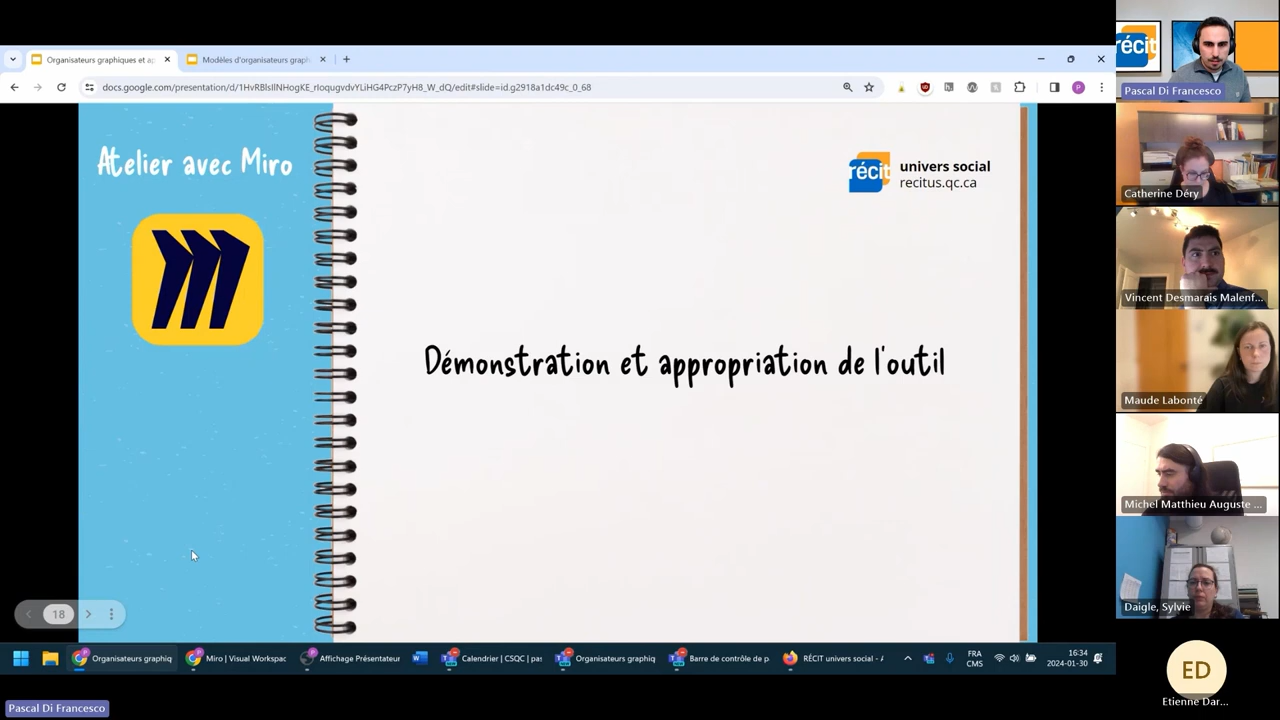 Organisateurs graphiques et ap
Modèles d'organisateurs graph
docs.google.com/presentation/d/1HvRBlsIlNHogKE_rIoqugvdvYLiHG4PczP7yH8_W_dQ/edit#slide=id.g2918a1dc49c_0_68
Atelier avec Miro
récit
univers social
recitus.qc.ca
Démonstration et appropriation de l'outil
18
Organisateurs graphiq
Miro | Visual Workspac
Affichage Présentateur
Calendrier | CSQC | pas
Organisateurs graphiq
Barre de contrôle de p
RÉCIT univers social - A
FRA
CMS
16:34
2024-01-30
récit
Pascal Di Francesco
Catherine Déry
Vincent Desmarais Malenf...
Maude Labonté
Michel Matthieu Auguste ...
Daigle, Sylvie
ED
Etienne Dar...
Pascal Di Francesco